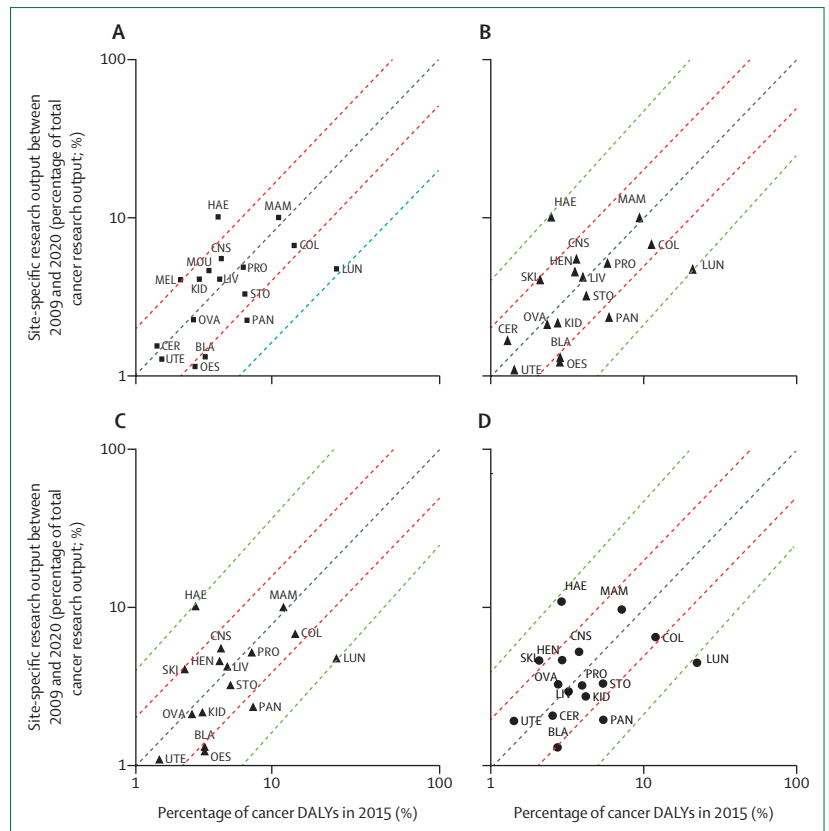 A
B
100
10
1
Site-specific research output between
2009 and 2020 (percentage of total
cancer research output; %)
HAE
MAM
CNS
MOU
MEL
KID
LIV
PRO
COL
LUN
STO
OVA
PAN
CER
UTE
BLA
OES
1
10
100
HAE
MAM
CNS
HEN
SKI
LIV
PRO
COL
LUN
STO
OVA
KID
PAN
CER
BLA
UTE
OES
1
10
100
C
D
100
10
1
Site-specific research output between
2009 and 2020 (percentage of total
cancer research output; %)
HAE
MAM
CNS
HEN
SKI
LIV
PRO
COL
LUN
STO
OVA
KID
PAN
BLA
UTE
OES
1
10
100
Percentage of cancer DALYs in 2015 (%)
HAE
MAM
CNS
HEN
SKI
COL
LUN
OVA
PRO
STO
LIV
KID
UTE
CER
PAN
BLA
1
10
100
Percentage of cancer DALYs in 2015 (%)